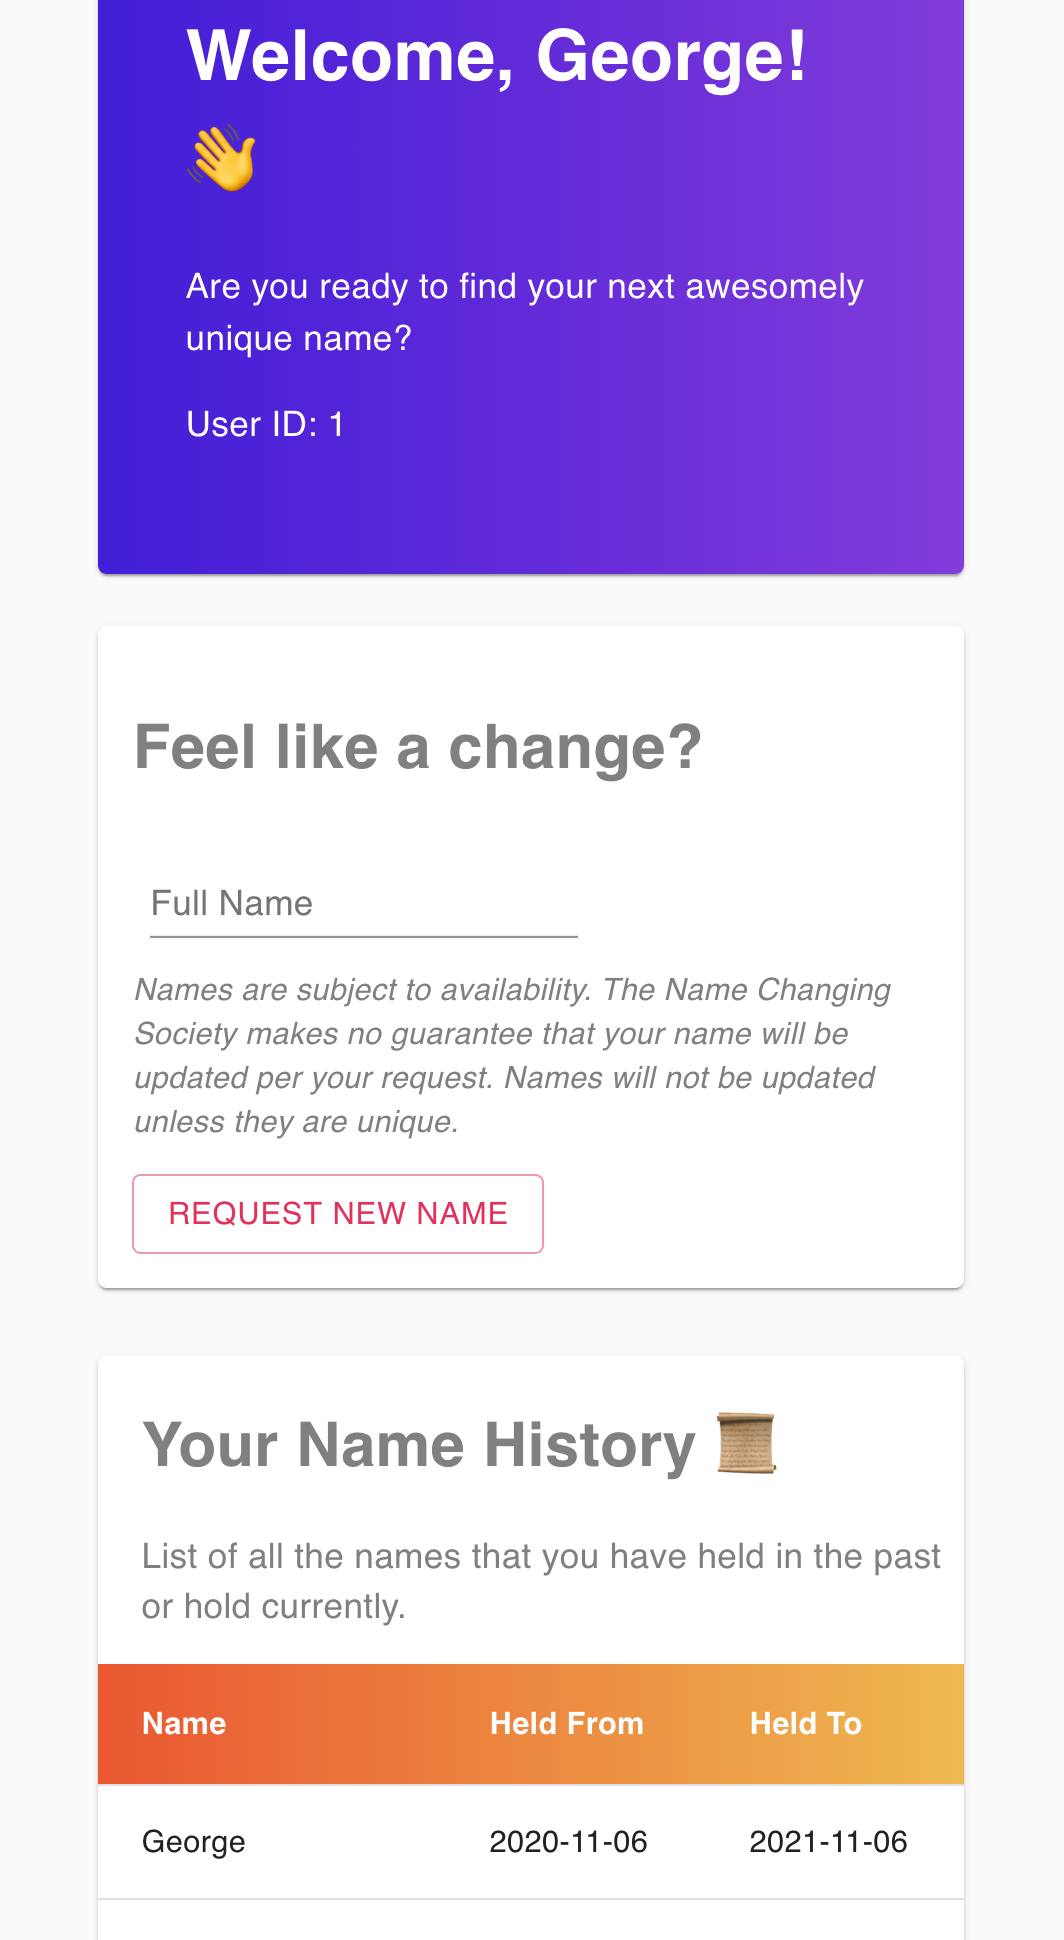 Welcome, George!
👋
Are you ready to find your next awesomely
unique name?
User ID: 1
Feel like a change?
Full Name
Names are subject to availability. The Name Changing
Society makes no guarantee that your name will be
updated per your request. Names will not be updated
unless they are unique.
REQUEST NEW NAME
Your Name History 📜
List of all the names that you have held in the past
or hold currently.
Name Held From Held To
George 2020-11-06 2021-11-06